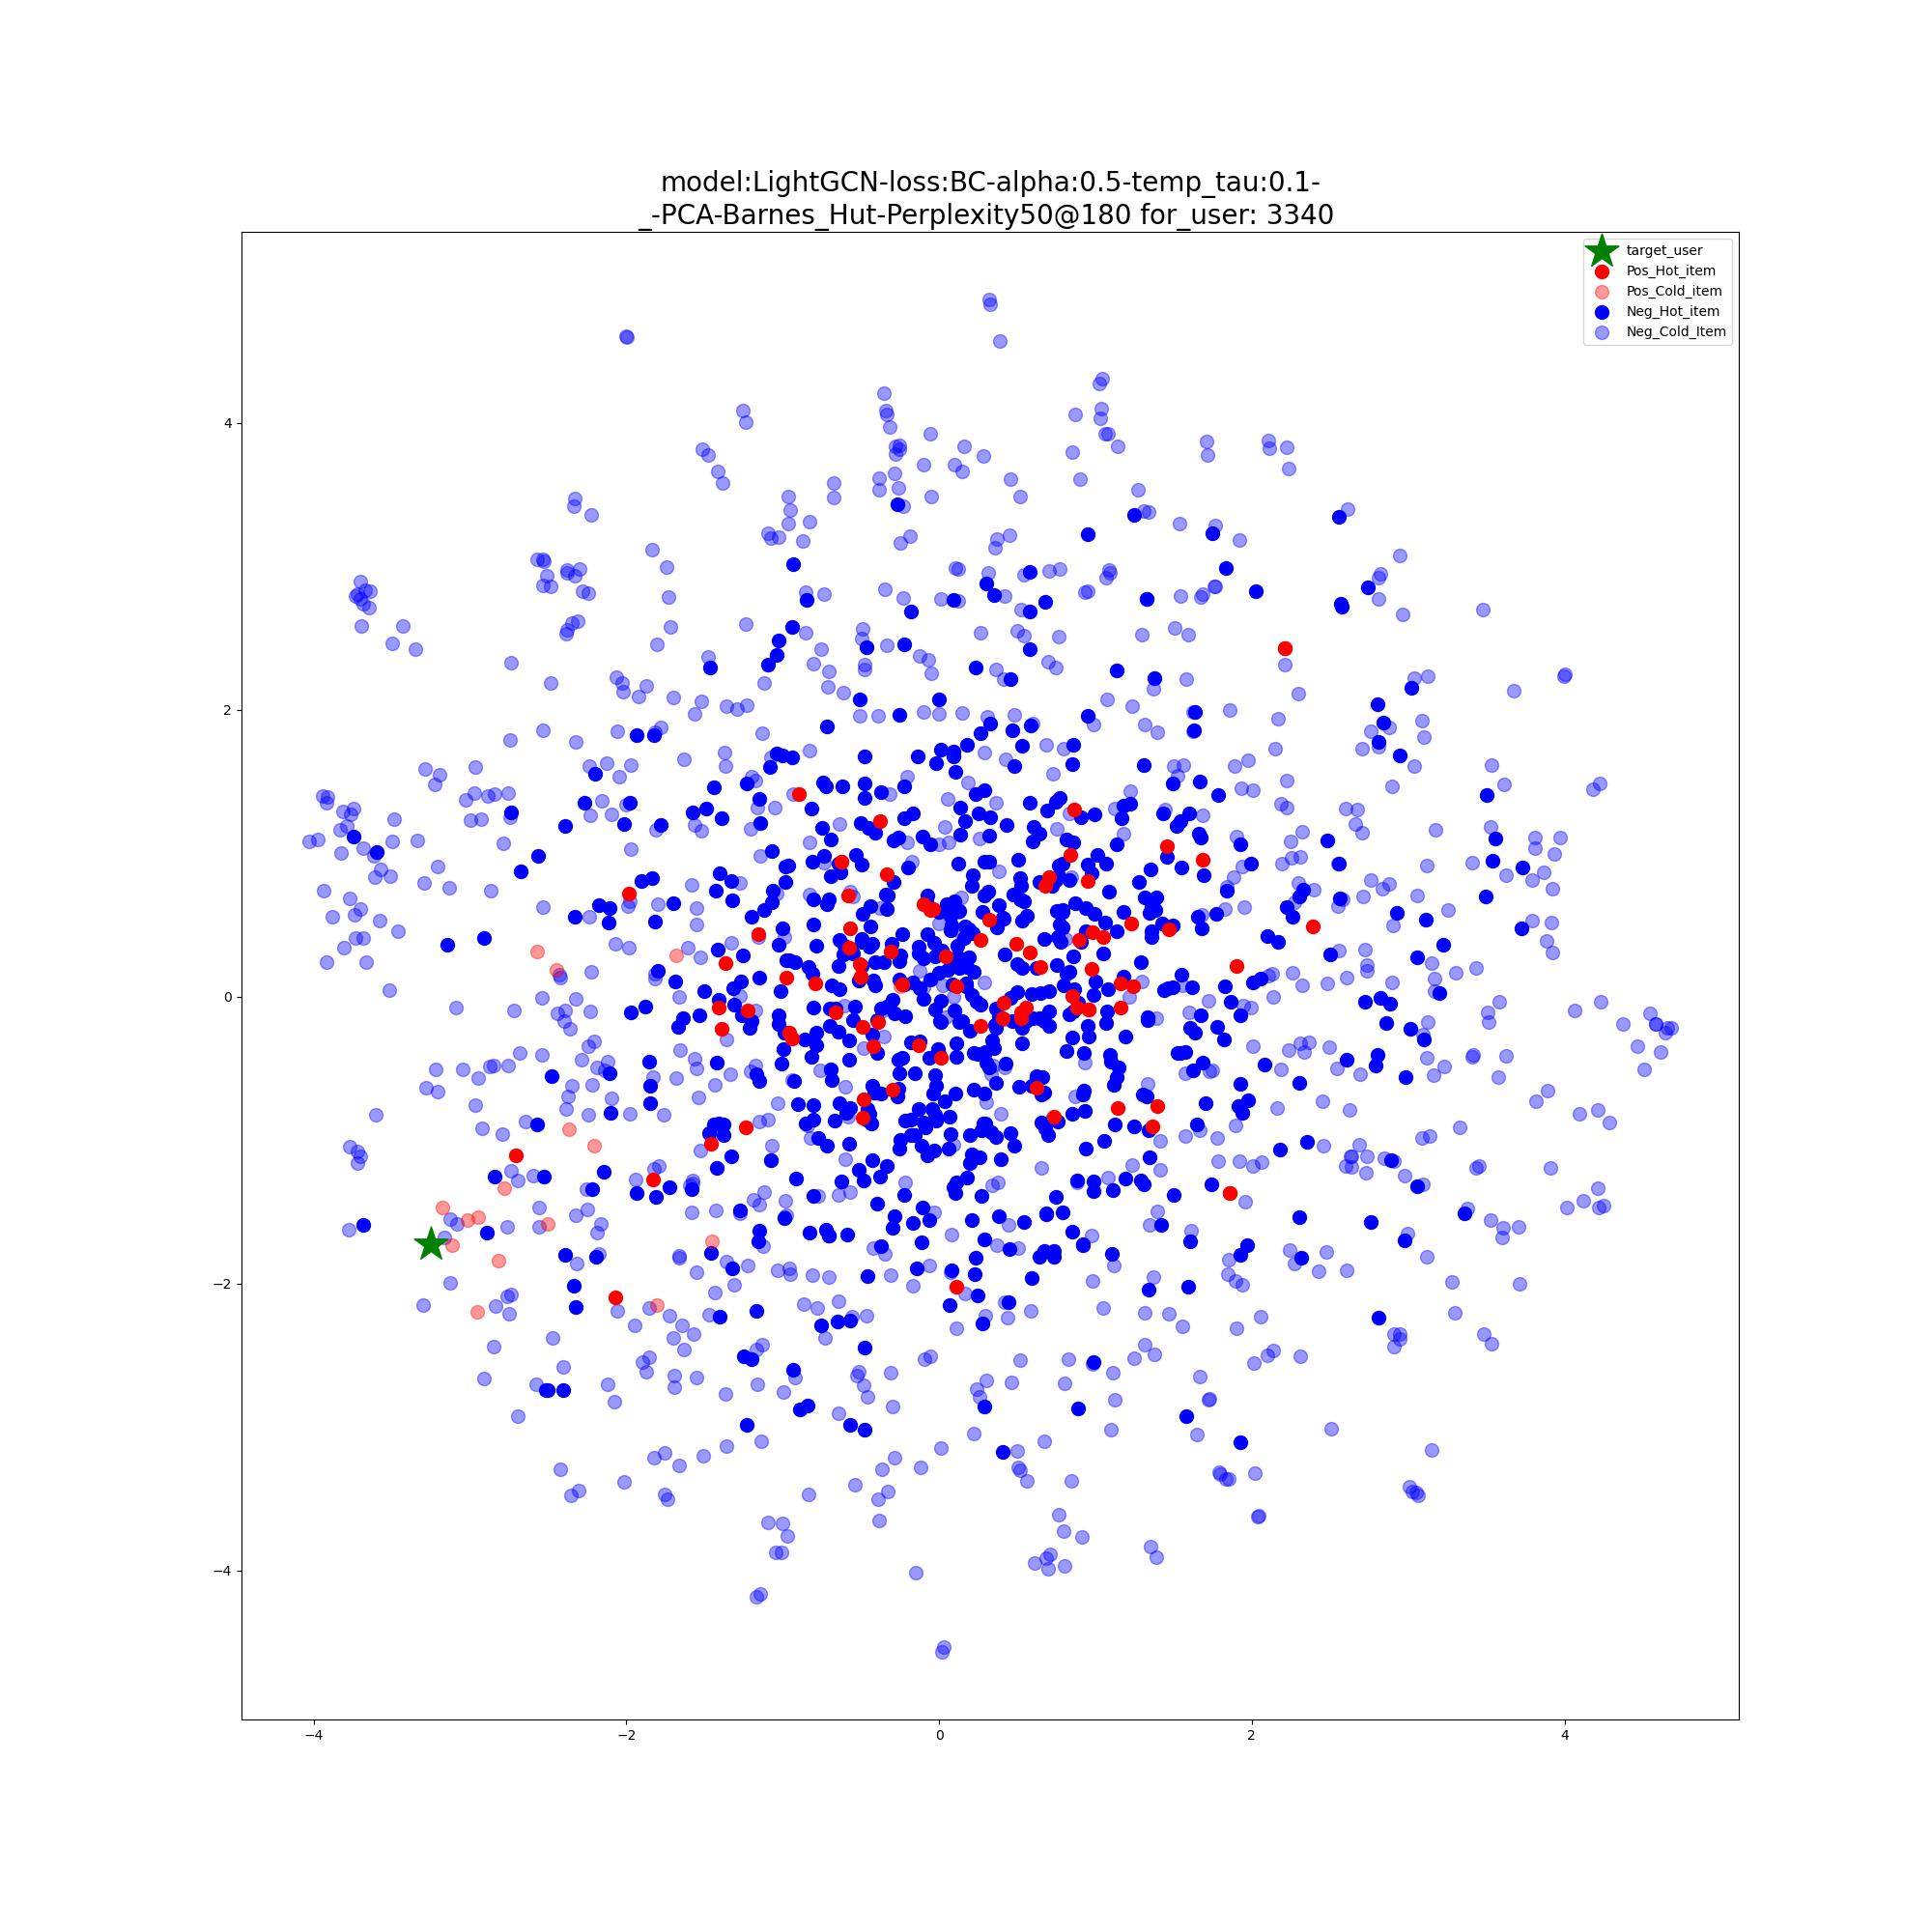 model:LightGCN-loss:BC-alpha:0.5-temp_tau:0.1-
_-PCA-Barnes_Hut-Perplexity50@180 for_user: 3340
target_user
Pos_Hot_item
Pos_Cold_item
Neg_Hot_item
Neg_Cold_Item
4
2
0
−2
−4
−4
−2
0
2
4